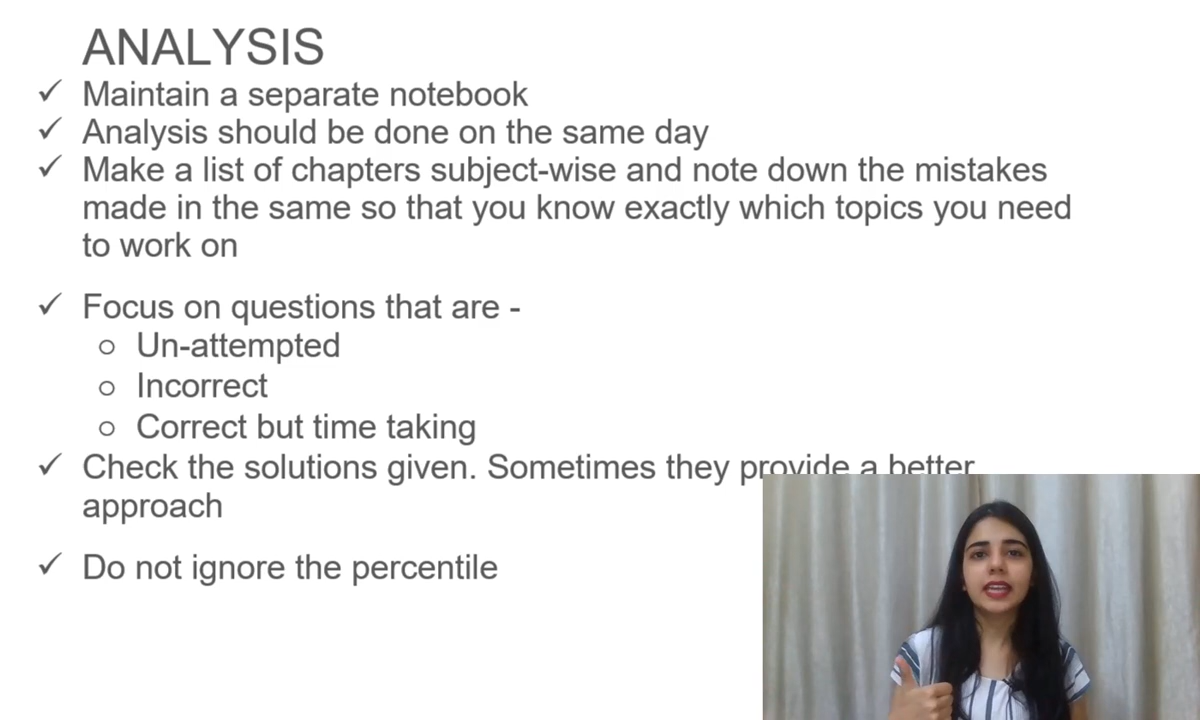 ANALYSIS
✓ Maintain a separate notebook
✓ Analysis should be done on the same day
✓ Make a list of chapters subject-wise and note down the mistakes
made in the same so that you know exactly which topics you need
to work on
✓ Focus on questions that are -
○ Un-attempted
○ Incorrect
○ Correct but time taking
✓ Check the solutions given. Sometimes they provide a better
approach
✓ Do not ignore the percentile